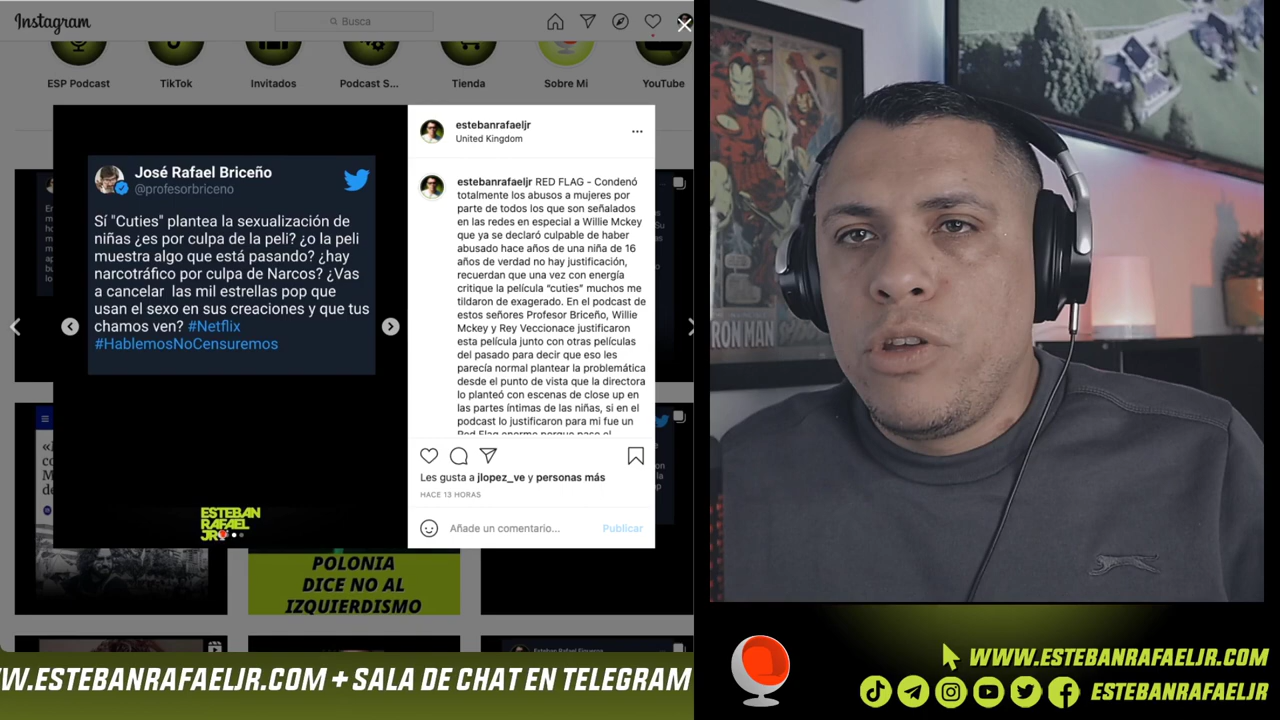 Instagram
Busca
ESP Podcast
TikTok
Invitados
Podcast S...
Tienda
Sobre Mi
YouTube
José Rafael Briceño
@profesorbriceno
Sí "Cuties" plantea la sexualización de
niñas ¿es por culpa de la peli? ¿o la peli
muestra algo que está pasando? ¿hay
narcotráfico por culpa de Narcos? ¿Vas
a cancelar las mil estrellas pop que
usan el sexo en sus creaciones y que tus
chamos ven? #Netflix
#HablemosNoCensuremos
ESTEBAN
RAFAEL
JR
estebanrafaeljr
United Kingdom
estebanrafaeljr RED FLAG - Condenó
totalmente los abusos a mujeres por
parte de todos los que son señalados
en las redes en especial a Willie Mckey
que ya se declaró culpable de haber
abusado hace años de una niña de 16
años de verdad no hay justificación,
recuerdan que una vez con energía
critique la película “cuties” muchos me
tildaron de exagerado. En el podcast de
estos señores Profesor Briceño, Willie
Mckey y Rey Veccionace justificaron
esta película junto con otras películas
del pasado para decir que eso les
parecía normal plantear la problemática
desde el punto de vista que la directora
lo planteó con escenas de close up en
las partes íntimas de las niñas, si en el
podcast lo justificaron para mi fue un
Red Flag enorme porque paso el
Les gusta a jlopez_ve y personas más
HACE 13 HORAS
Añade un comentario...
Publicar
POLONIA
DICE NO AL
IZQUIERDISMO
IRON MAN
WW.ESTEBANRAFAELJR.COM + SALA DE CHAT EN TELEGRAM
WWW.ESTEBANRAFAELJR.COM
ESTEBANRAFAELJR